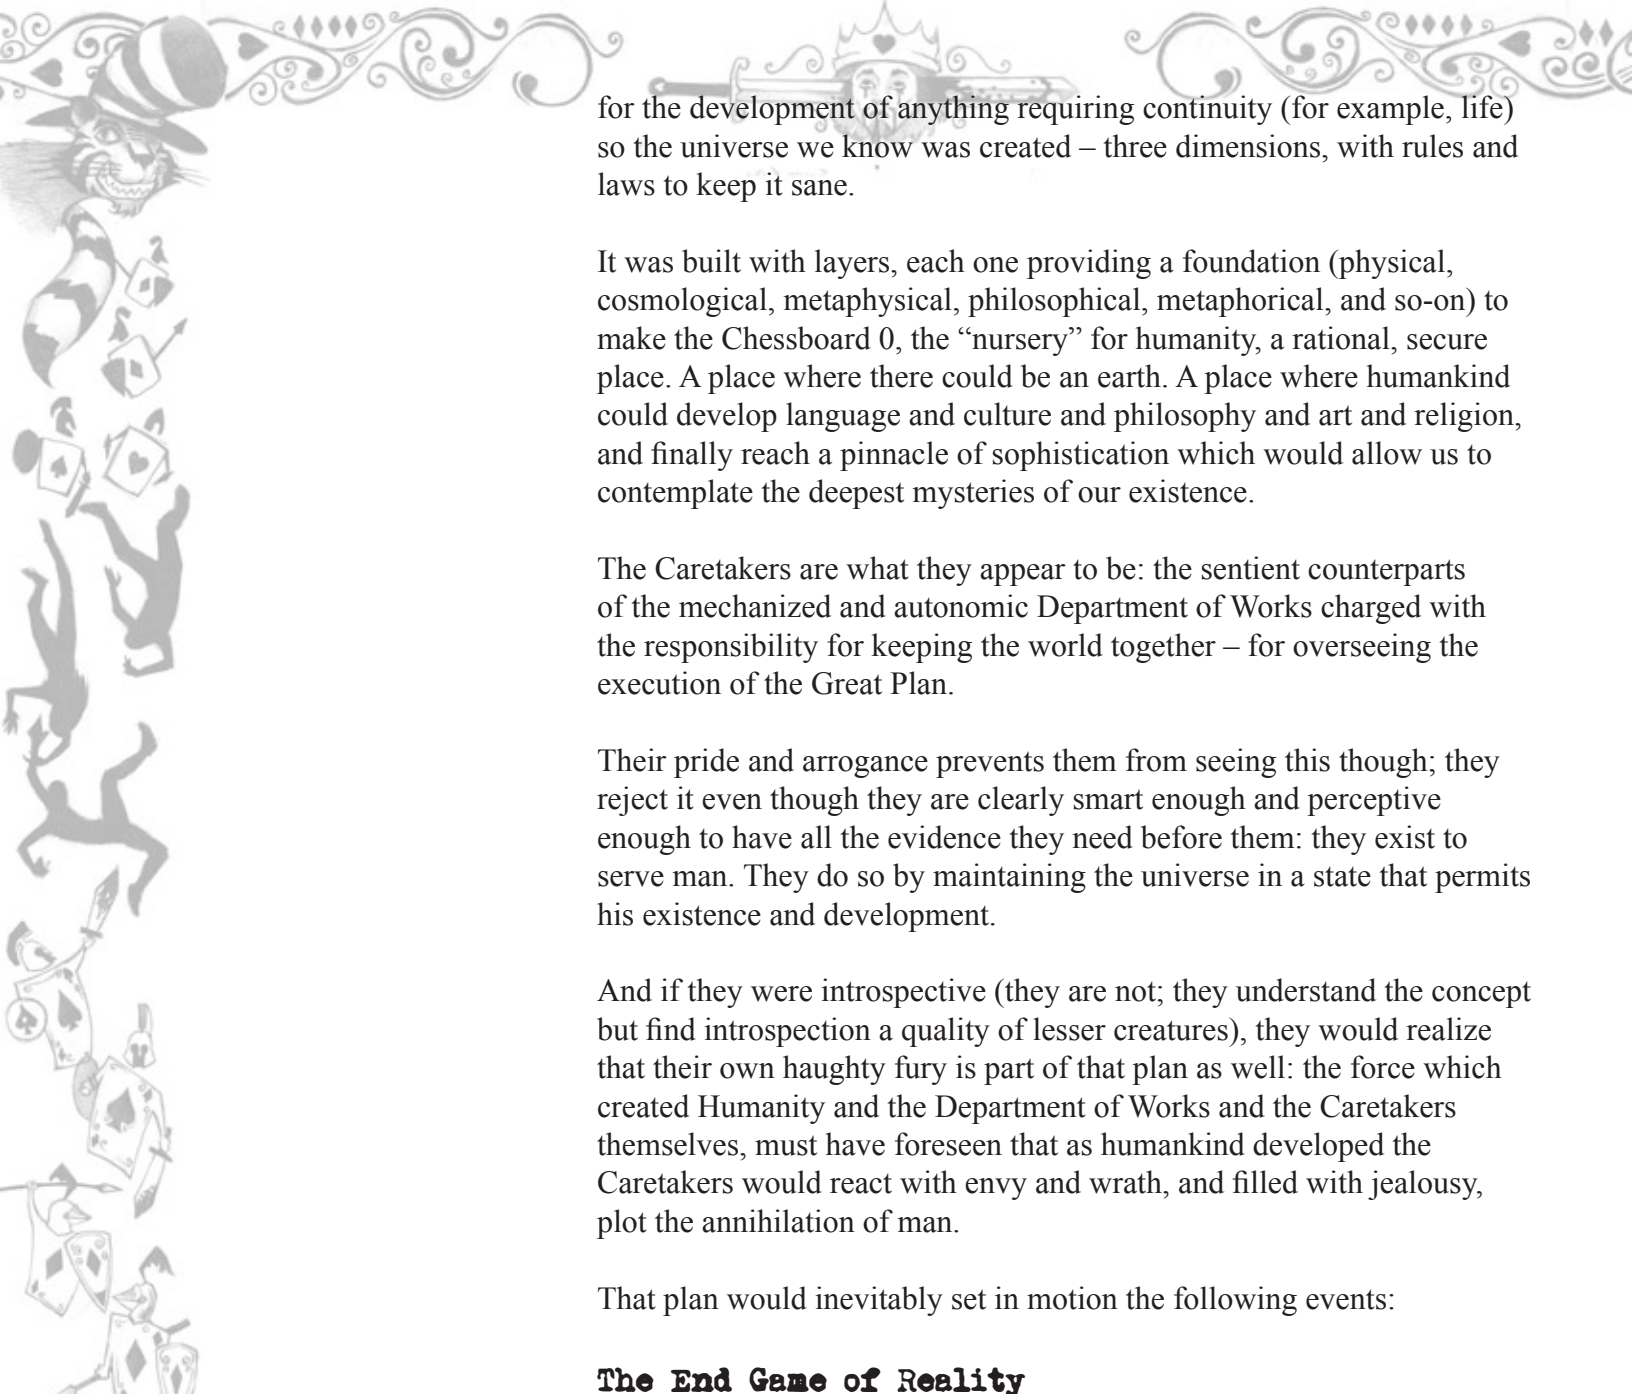 for the development of anything requiring continuity (for example, life)
so the universe we know was created – three dimensions, with rules and
laws to keep it sane.
It was built with layers, each one providing a foundation (physical,
cosmological, metaphysical, philosophical, metaphorical, and so-on) to
make the Chessboard 0, the “nursery” for humanity, a rational, secure
place. A place where there could be an earth. A place where humankind
could develop language and culture and philosophy and art and religion,
and finally reach a pinnacle of sophistication which would allow us to
contemplate the deepest mysteries of our existence.
The Caretakers are what they appear to be: the sentient counterparts
of the mechanized and autonomic Department of Works charged with
the responsibility for keeping the world together – for overseeing the
execution of the Great Plan.
Their pride and arrogance prevents them from seeing this though; they
reject it even though they are clearly smart enough and perceptive
enough to have all the evidence they need before them: they exist to
serve man. They do so by maintaining the universe in a state that permits
his existence and development.
And if they were introspective (they are not; they understand the concept
but find introspection a quality of lesser creatures), they would realize
that their own haughty fury is part of that plan as well: the force which
created Humanity and the Department of Works and the Caretakers
themselves, must have foreseen that as humankind developed the
Caretakers would react with envy and wrath, and filled with jealousy,
plot the annihilation of man.
That plan would inevitably set in motion the following events:
The End Game of Reality